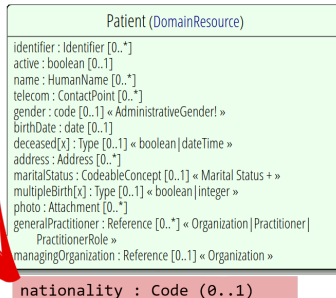 Patient (DomainResource)
identifier : Identifier [0..*]
active : boolean [0..1]
name : HumanName [0..*]
telecom : ContactPoint [0..*]
gender : code [0..1] « AdministrativeGender! »
birthDate : date [0..1]
deceased[x] : Type [0..1] « boolean|dateTime »
address : Address [0..*]
maritalStatus : CodeableConcept [0..1] « Marital Status + »
multipleBirth[x] : Type [0..1] « boolean|integer »
photo : Attachment [0..*]
generalPractitioner : Reference [0..*] « Organization|Practitioner|
PractitionerRole »
managingOrganization : Reference [0..1] « Organization »
nationality : Code (0..1)